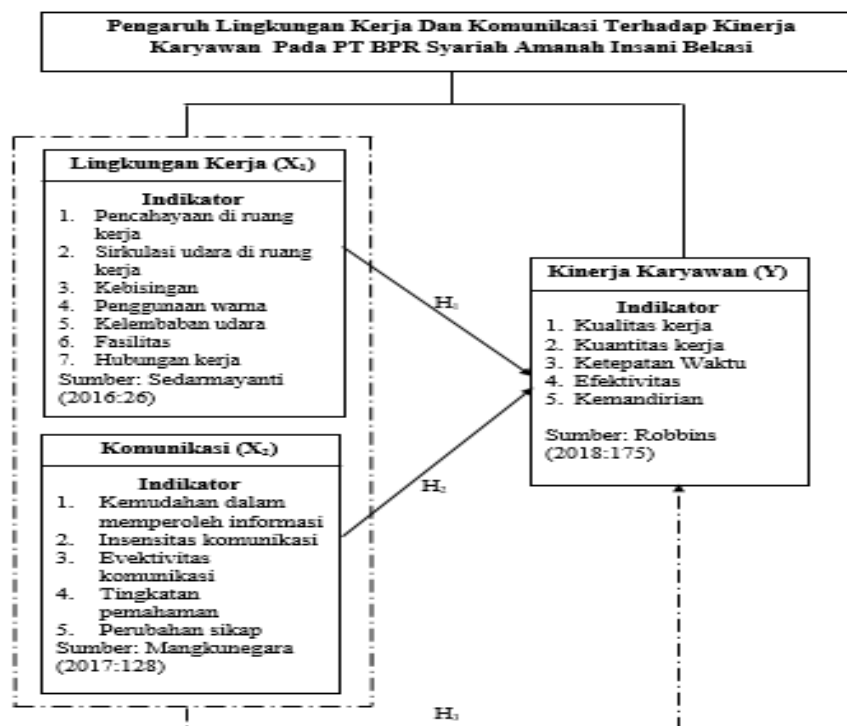 Pengaruh Lingkungan Kerja Dan Komunikasi Terhadap Kinerja
Karyawan Pada PT BPR Syariah Amanah Insani Bekasi
Lingkungan Kerja (X₁)
Indikator
1. Pencahayaan di ruang
kerja
2. Sirkulasi udara di ruang
kerja
3. Kebisingan
4. Penggunaan warna
5. Kelembaban udara
6. Fasilitas
7. Hubungan kerja
Sumber: Sedarmayanti
(2016:26)
Komunikasi (X₂)
Indikator
1. Kemudahan dalam
memperoleh informasi
2. Insensitas komunikasi
3. Evektivitas
komunikasi
4. Tingkatan
pemahaman
5. Perubahan sikap
Sumber: Mangkunegara
(2017:128)
H₁
H₂
Kinerja Karyawan (Y)
Indikator
1. Kualitas kerja
2. Kuantitas kerja
3. Ketepatan Waktu
4. Efektivitas
5. Kemandirian
Sumber: Robbins
(2018:175)
H₃